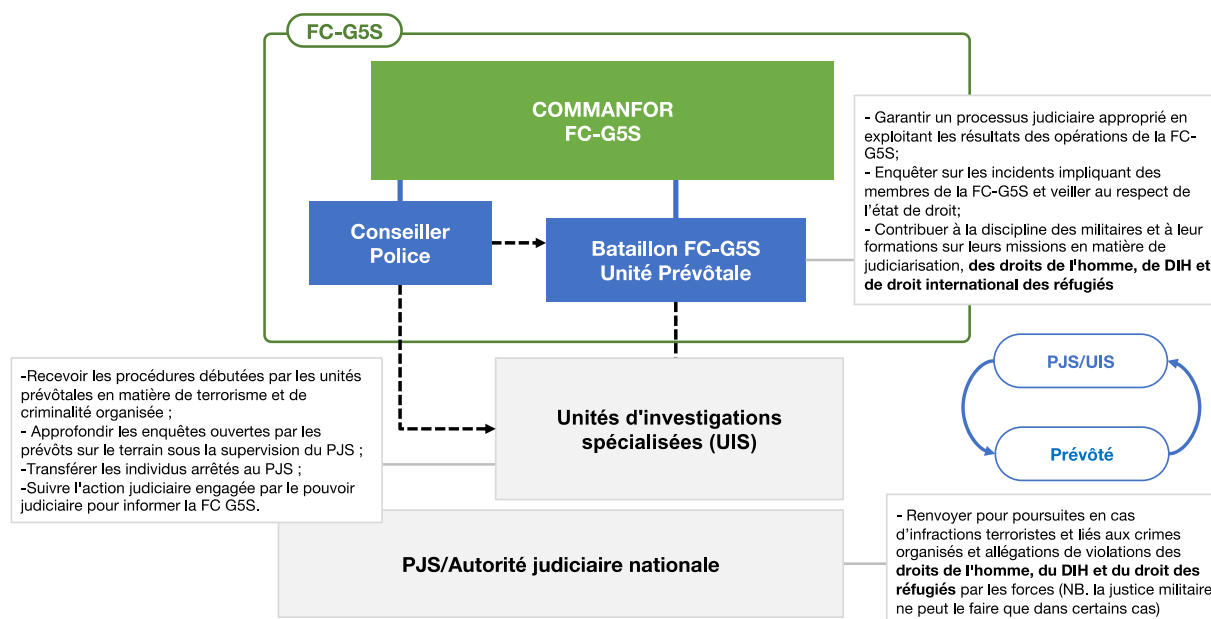 FC-G5S
COMMANFOR
FC-G5S
Conseiller
Police
Bataillon FC-G5S
Unité Prévôtale
- Garantir un processus judiciaire approprié en
exploitant les résultats des opérations de la FC-
G5S;
- Enquêter sur les incidents impliquant des
membres de la FC-G5S et veiller au respect de
l'état de droit;
- Contribuer à la discipline des militaires et à leur
formations sur leurs missions en matière de
judiciarisation, des droits de l'homme, de DIH et
de droit international des réfugiés
-Recevoir les procédures débutées par les unités
prévôtales en matière de terrorisme et de
criminalité organisée ;
- Approfondir les enquêtes ouvertes par les
prévôts sur le terrain sous la supervision du PJS ;
-Transférer les individus arrêtés au PJS ;
-Suivre l'action judiciaire engagée par le pouvoir
judiciaire pour informer la FC G5S.
Unités d'investigations
spécialisées (UIS)
PJS/UIS
Prévôté
PJS/Autorité judiciaire nationale
- Renvoyer pour poursuites en cas
d'infractions terroristes et liés aux crimes
organisés et allégations de violations des
droits de l'homme, du DIH et du droit des
réfugiés par les forces (NB. la justice militaire
ne peut le faire que dans certains cas)